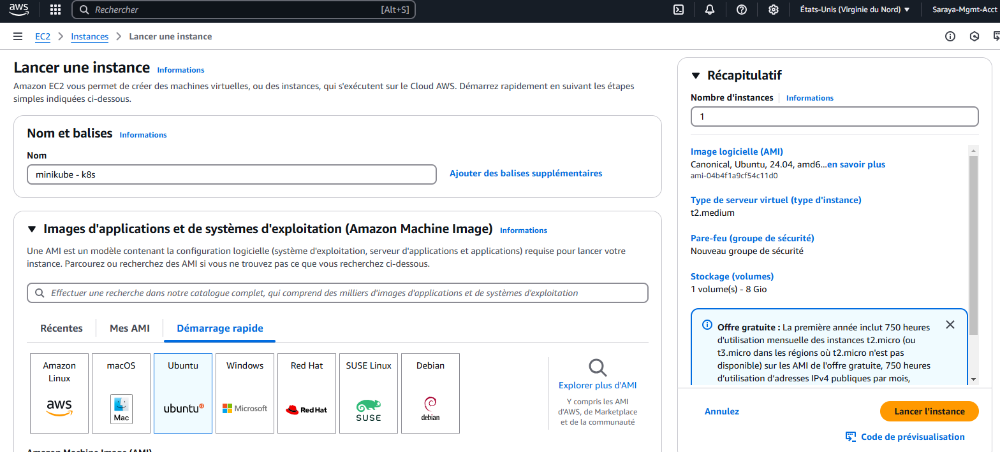 aws
Rechercher
[Alt+S]
États-Unis (Virginie du Nord)
Saraya-Mgmt-Acct
EC2
Instances
Lancer une instance
Lancer une instance
Informations
Amazon EC2 vous permet de créer des machines virtuelles, ou des instances, qui s'exécutent sur le Cloud AWS. Démarrez rapidement en suivant les étapes
simples indiquées ci-dessous.
Nom et balises
Informations
Nom
minikube - k8s
Ajouter des balises supplémentaires
Images d'applications et de systèmes d'exploitation (Amazon Machine Image)
Informations
Une AMI est un modèle contenant la configuration logicielle (système d'exploitation, serveur d'applications et applications) requise pour lancer votre
instance. Parcourez ou recherchez des AMI si vous ne trouvez pas ce que vous recherchez ci-dessous.
Effectuer une recherche dans notre catalogue complet, qui comprend des milliers d'images d'applications et de systèmes d'exploitation
Récentes
Mes AMI
Démarrage rapide
Amazon
Linux
aws
macOS
Mac
Ubuntu
ubuntu
Windows
Microsoft
Red Hat
Red Hat
SUSE Linux
SUSE
Debian
debian
Explorer plus d'AMI
Y compris les AMI
d'AWS, de Marketplace
et de la communauté
Amazon Machine Image (AMI)
Récapitulatif
Nombre d'instances
Informations
1
Image logicielle (AMI)
Canonical, Ubuntu, 24.04, amd6...en savoir plus
ami-04b4f1a9cf54c11d0
Type de serveur virtuel (type d'instance)
t2.medium
Pare-feu (groupe de sécurité)
Nouveau groupe de sécurité
Stockage (volumes)
1 volume(s) - 8 Gio
Offre gratuite : La première année inclut 750 heures
d'utilisation mensuelle des instances t2.micro (ou
t3.micro dans les régions où t2.micro n'est pas
disponible) sur les AMI de l'offre gratuite, 750 heures
d'utilisation d'adresses IPv4 publiques par mois,
Annulez
Lancer l'instance
Code de prévisualisation